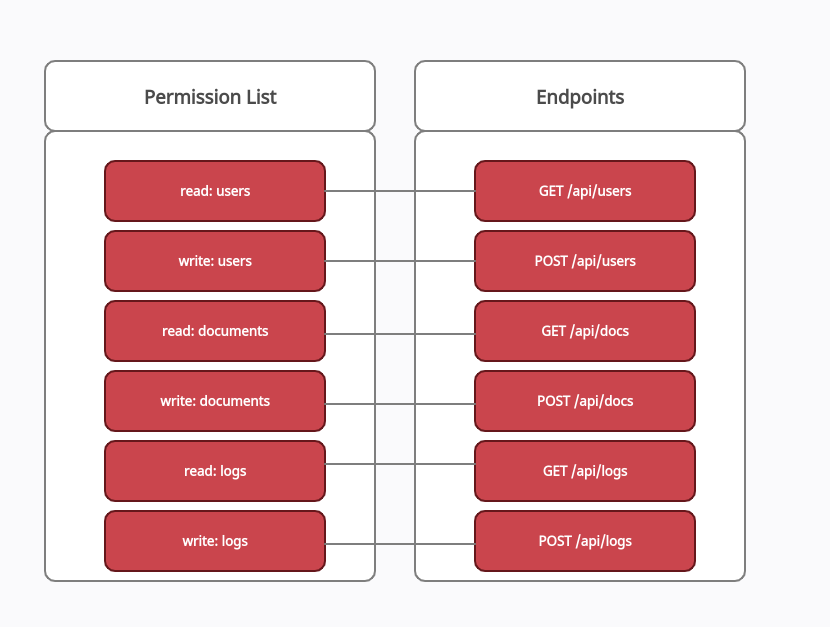 Permission List
Endpoints
read: users
GET /api/users
write: users
POST /api/users
read: documents
GET /api/docs
write: documents
POST /api/docs
read: logs
GET /api/logs
write: logs
POST /api/logs